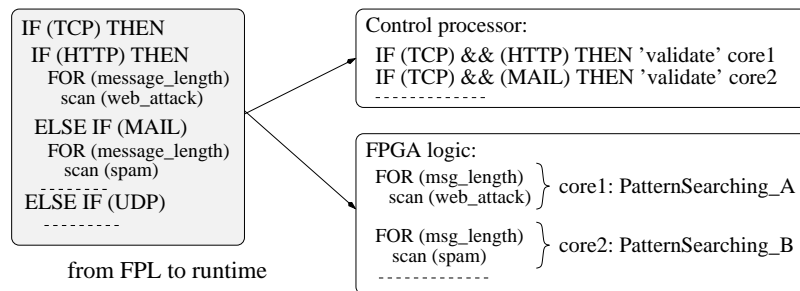 IF (TCP) THEN
IF (HTTP) THEN
FOR (message_length)
scan (web_attack)
ELSE IF (MAIL)
FOR (message_length)
scan (spam)
ELSE IF (UDP)
from FPL to runtime
Control processor:
IF (TCP) && (HTTP) THEN 'validate' core1
IF (TCP) && (MAIL) THEN 'validate' core2
FPGA logic:
FOR (msg_length)
scan (web_attack)
core1: PatternSearching_A
FOR (msg_length)
scan (spam)
core2: PatternSearching_B